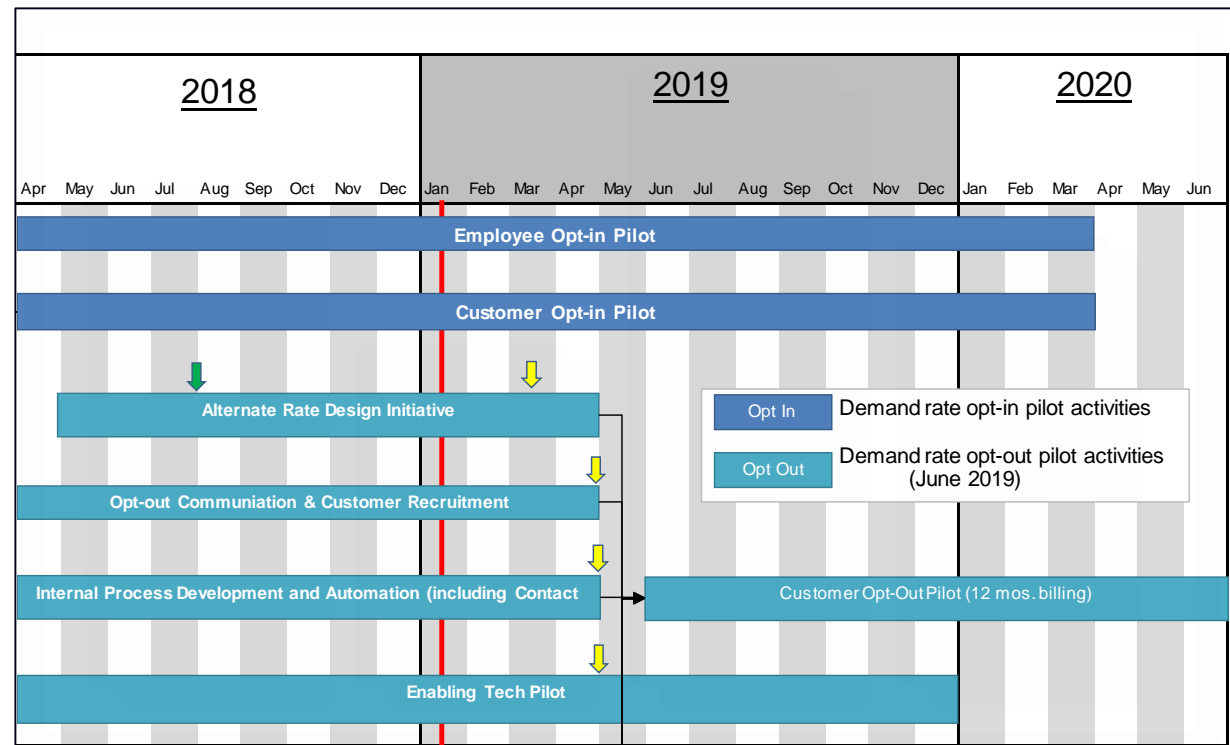 2018 2019 2020
Apr May Jun Jul Aug Sep Oct Nov Dec Jan Feb Mar Apr May Jun Jul Aug Sep Oct Nov Dec Jan Feb Mar Apr May Jun
Employee Opt-in Pilot
Customer Opt-in Pilot
Alternate Rate Design Initiative
Opt In Demand rate opt-in pilot activities
Opt Out Demand rate opt-out pilot activities
(June 2019)
Opt-out Communiation & Customer Recruitment
Internal Process Development and Automation (including Contact
Customer Opt-Out Pilot (12 mos. billing)
Enabling Tech Pilot